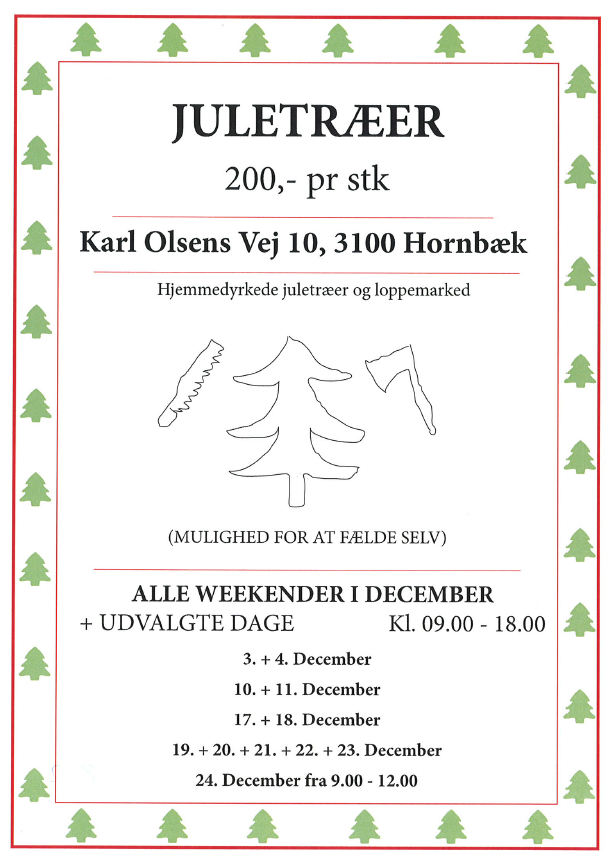 JULETRÆER
200,- pr stk
Karl Olsens Vej 10, 3100 Hornbæk
Hjemmedyrkede juletræer og loppemarked
(MULIGHED FOR AT FÆLDE SELV)
ALLE WEEKENDER I DECEMBER
+ UDVALGTE DAGE Kl. 09.00 - 18.00
3. + 4. December
10. + 11. December
17. + 18. December
19. + 20. + 21. + 22. + 23. December
24. December fra 9.00 - 12.00